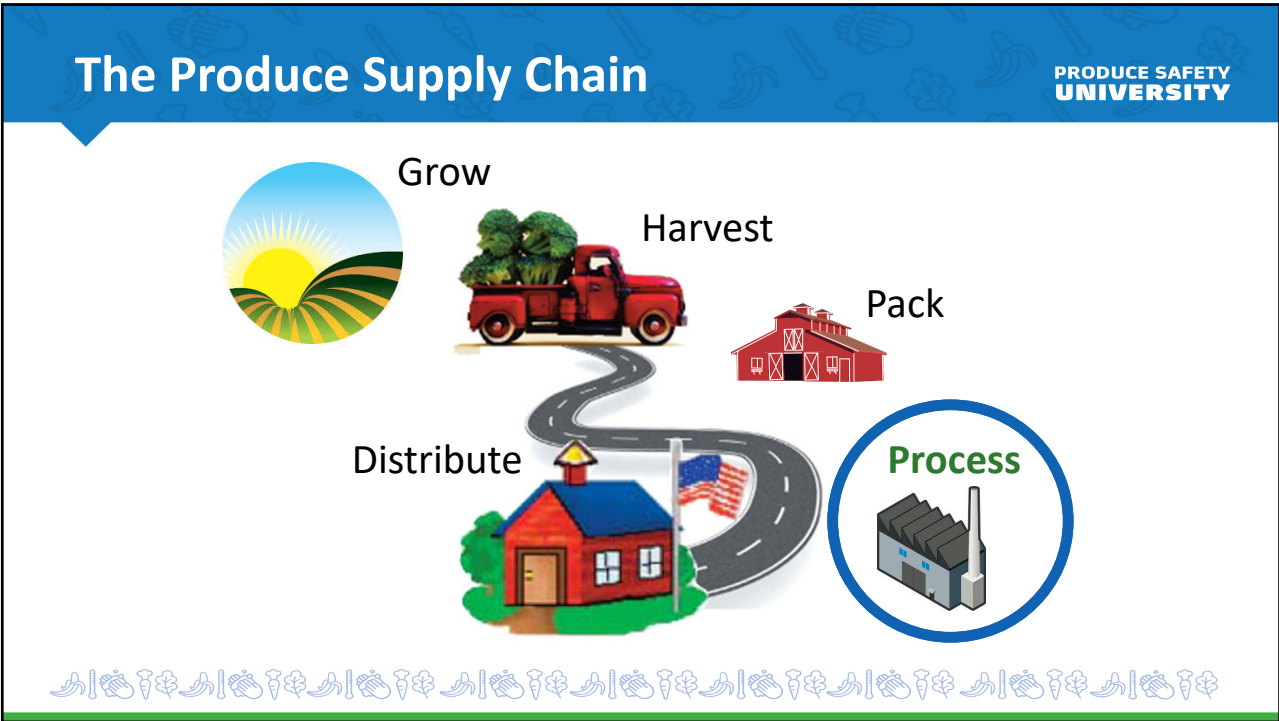 The Produce Supply Chain
PRODUCE SAFETY
UNIVERSITY
Grow
Harvest
Pack
Process
Distribute